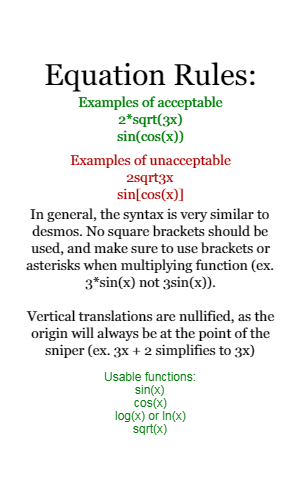 Equation Rules:
Examples of acceptable
2*sqrt(3x)
sin(cos(x))
Examples of unacceptable
2sqrt3x
sin[cos(x)]
In general, the syntax is very similar to
desmos. No square brackets should be
used, and make sure to use brackets or
asterisks when multiplying function (ex.
3*sin(x) not 3sin(x)).
Vertical translations are nullified, as the
origin will always be at the point of the
sniper (ex. 3x + 2 simplifies to 3x)
Usable functions:
sin(x)
cos(x)
log(x) or ln(x)
sqrt(x)